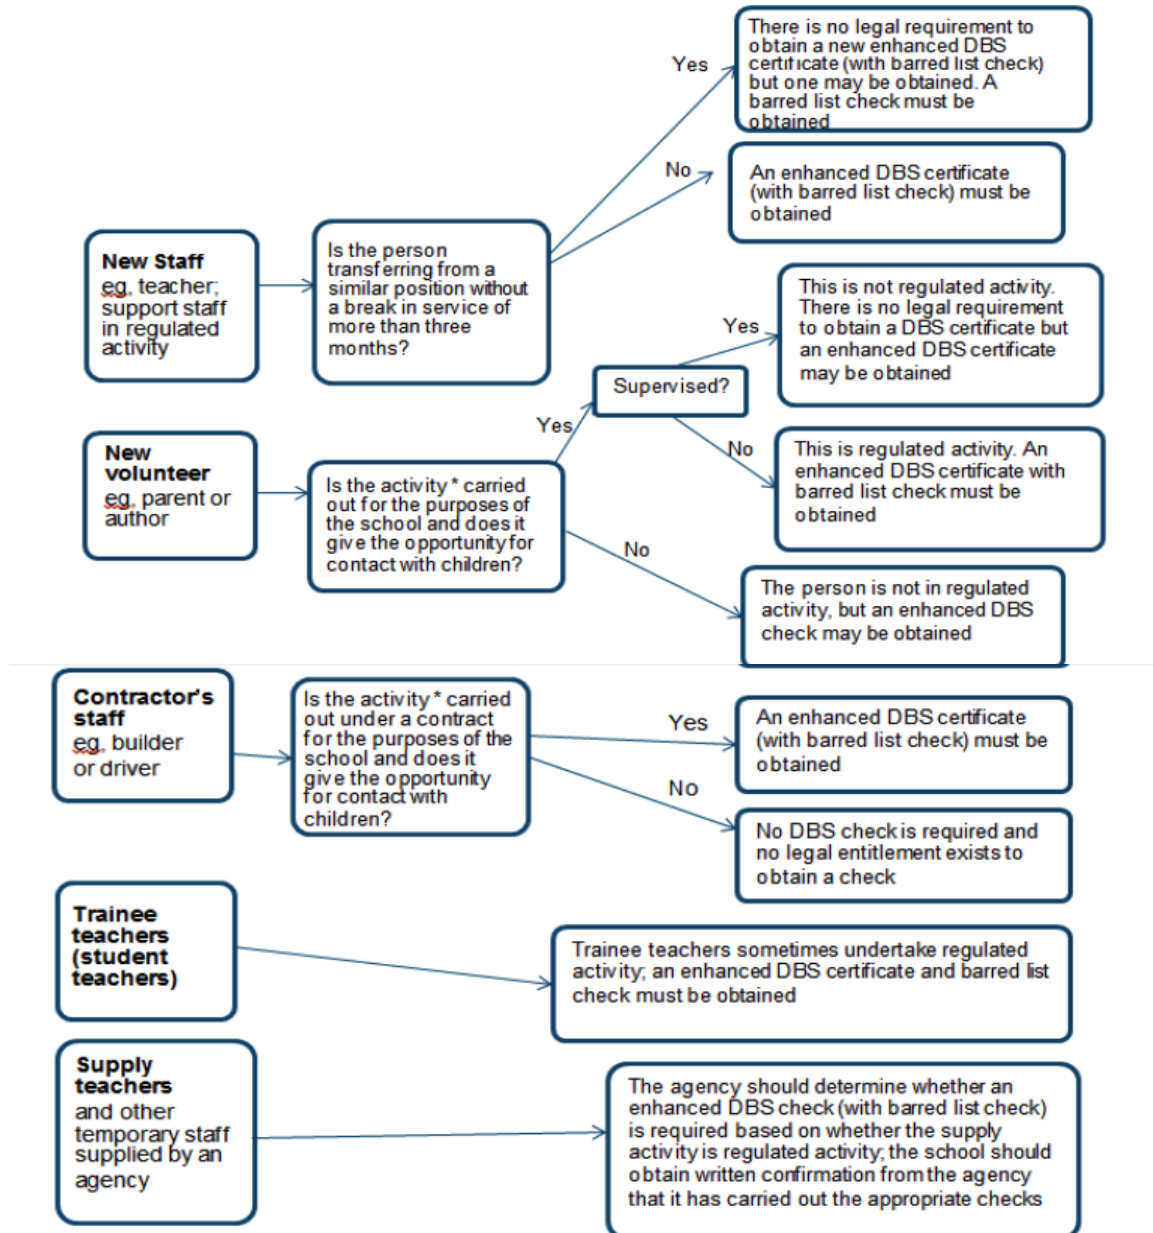 There is no legal requirement to
obtain a new enhanced DBS
certificate (with barred list check)
but one may be obtained. A
barred list check must be
obtained
Yes
No
An enhanced DBS certificate
(with barred list check) must be
obtained
New Staff
eg, teacher;
support staff
in regulated
activity
Is the person
transferring from a
similar position without
a break in service of
more than three
months?
This is not regulated activity.
There is no legal requirement
to obtain a DBS certificate but
an enhanced DBS certificate
may be obtained
Yes
Supervised?
Yes
No
This is regulated activity. An
enhanced DBS certificate with
barred list check must be
obtained
New
volunteer
eg, parent or
author
Is the activity * carried
out for the purposes of
the school and does it
give the opportunity for
contact with children?
No
The person is not in regulated
activity, but an enhanced DBS
check may be obtained
Contractor's
staff
eg, builder
or driver
Is the activity * carried
out under a contract
for the purposes of the
school and does it
give the opportunity
for contact with
children?
Yes
An enhanced DBS certificate
(with barred list check) must be
obtained
No
No DBS check is required and
no legal entitlement exists to
obtain a check
Trainee
teachers
(student
teachers)
Trainee teachers sometimes undertake regulated
activity; an enhanced DBS certificate and barred list
check must be obtained
Supply
teachers
and other
temporary staff
supplied by an
agency
The agency should determine whether an
enhanced DBS check (with barred list check)
is required based on whether the supply
activity is regulated activity; the school should
obtain written confirmation from the agency
that it has carried out the appropriate checks